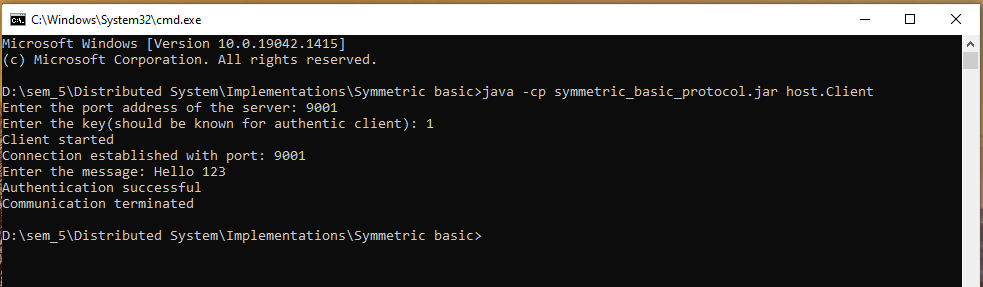 C:\Windows\System32\cmd.exe
Microsoft Windows [Version 10.0.19042.1415]
(c) Microsoft Corporation. All rights reserved.
D:\sem_5\Distributed System\Implementations\Symmetric basic>java -cp symmetric_basic_protocol.jar host.Client
Enter the port address of the server: 9001
Enter the key(should be known for authentic client): 1
Client started
Connection established with port: 9001
Enter the message: Hello 123
Authentication successful
Communication terminated
D:\sem_5\Distributed System\Implementations\Symmetric basic>